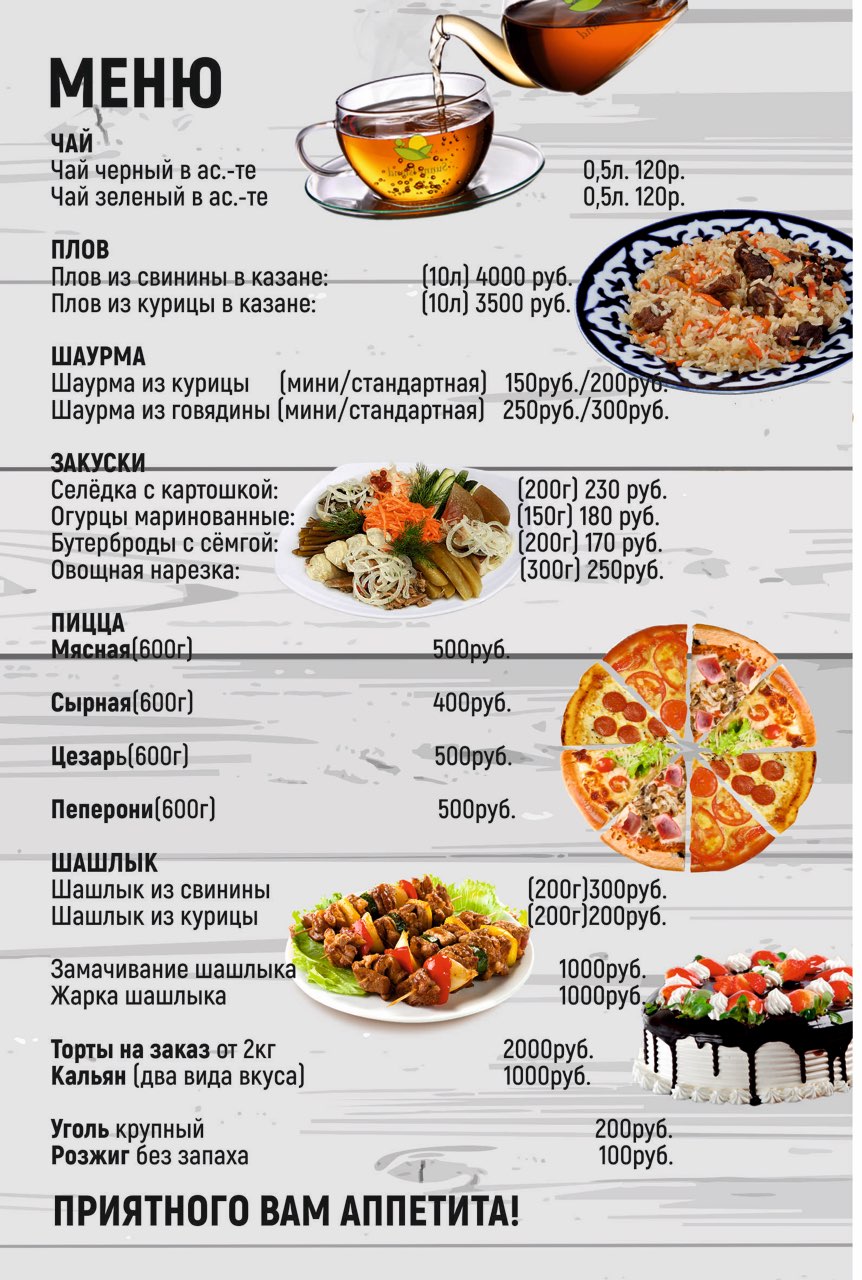 МЕНЮ
ЧАЙ
Чай черный в ас.-те 0,5л. 120р.
Чай зеленый в ас.-те 0,5л. 120р.
ПЛОВ
Плов из свинины в казане: (10л) 4000 руб.
Плов из курицы в казане: (10л) 3500 руб.
ШАУРМА
Шаурма из курицы (мини/стандартная) 150руб./200руб.
Шаурма из говядины (мини/стандартная) 250руб./300руб.
ЗАКУСКИ
Селёдка с картошкой: (200г) 230 руб.
Огурцы маринованные: (150г) 180 руб.
Бутерброды с сёмгой: (200г) 170 руб.
Овощная нарезка: (300г) 250руб.
ПИЦЦА
Мясная(600г) 500руб.
Сырная(600г) 400руб.
Цезарь(600г) 500руб.
Пеперони(600г) 500руб.
ШАШЛЫК
Шашлык из свинины (200г)300руб.
Шашлык из курицы (200г)200руб.
Замачивание шашлыка 1000руб.
Жарка шашлыка 1000руб.
Торты на заказ от 2кг 2000руб.
Кальян (два вида вкуса) 1000руб.
Уголь крупный 200руб.
Розжиг без запаха 100руб.
ПРИЯТНОГО ВАМ АППЕТИТА!